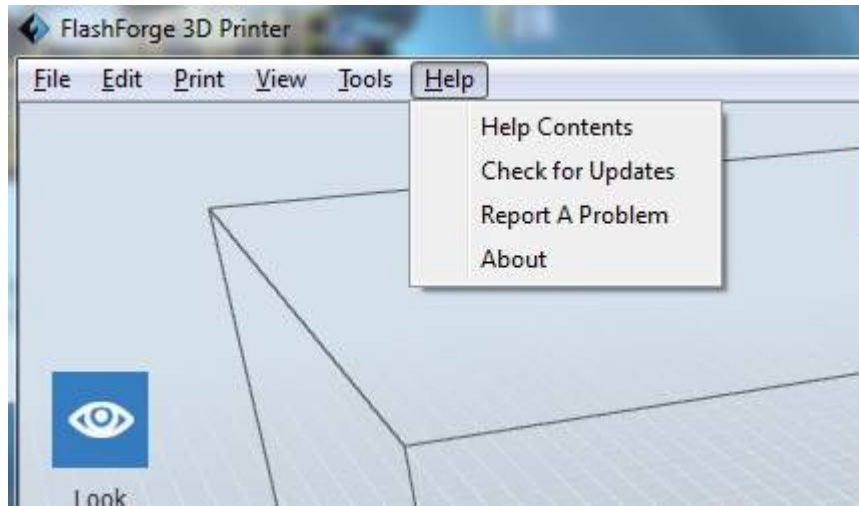 FlashForge 3D Printer
File Edit Print View Tools Help
Help Contents
Check for Updates
Report A Problem
About
Look